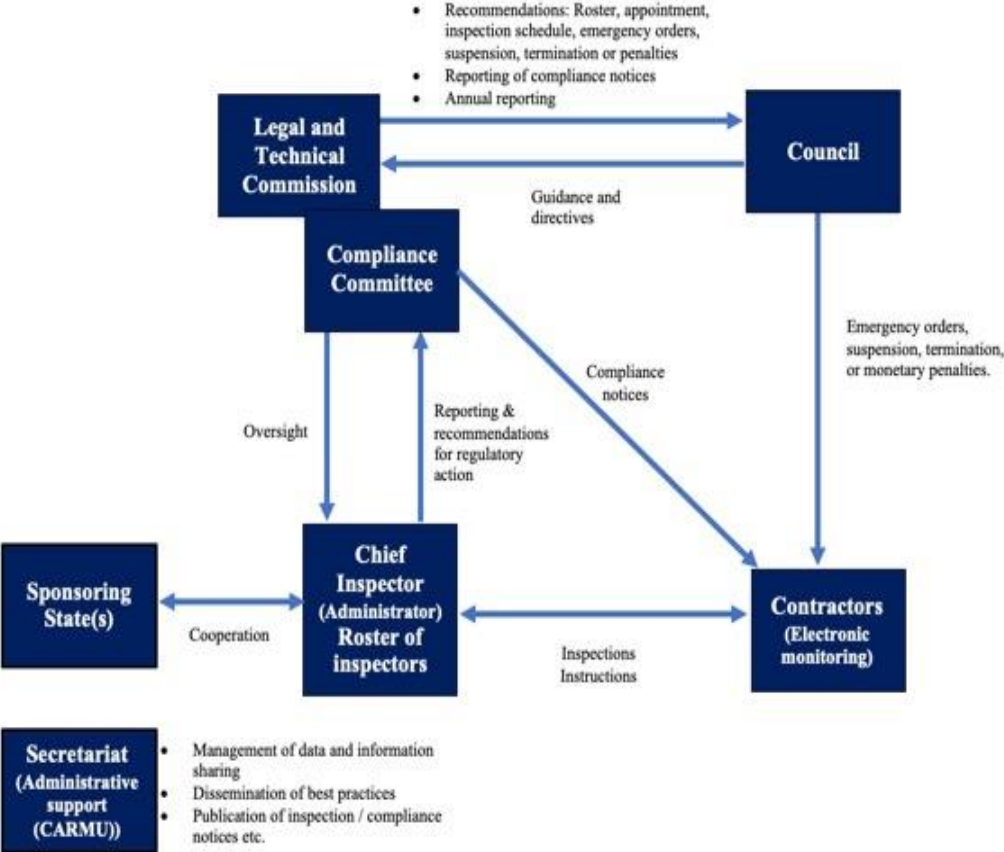 • Recommendations: Roster, appointment,
inspection schedule, emergency orders,
suspension, termination or penalties
• Reporting of compliance notices
• Annual reporting
Legal and
Technical
Commission
Council
Guidance and
directives
Compliance
Committee
Emergency orders,
suspension, termination,
or monetary penalties.
Compliance
notices
Oversight
Reporting &
recommendations
for regulatory
action
Sponsoring
State(s)
Cooperation
Chief
Inspector
(Administrator)
Roster of
inspectors
Inspections
Instructions
Contractors
(Electronic
monitoring)
Secretariat
(Administrative
support
(CARMU))
• Management of data and information
sharing
• Dissemination of best practices
• Publication of inspection / compliance
notices etc.